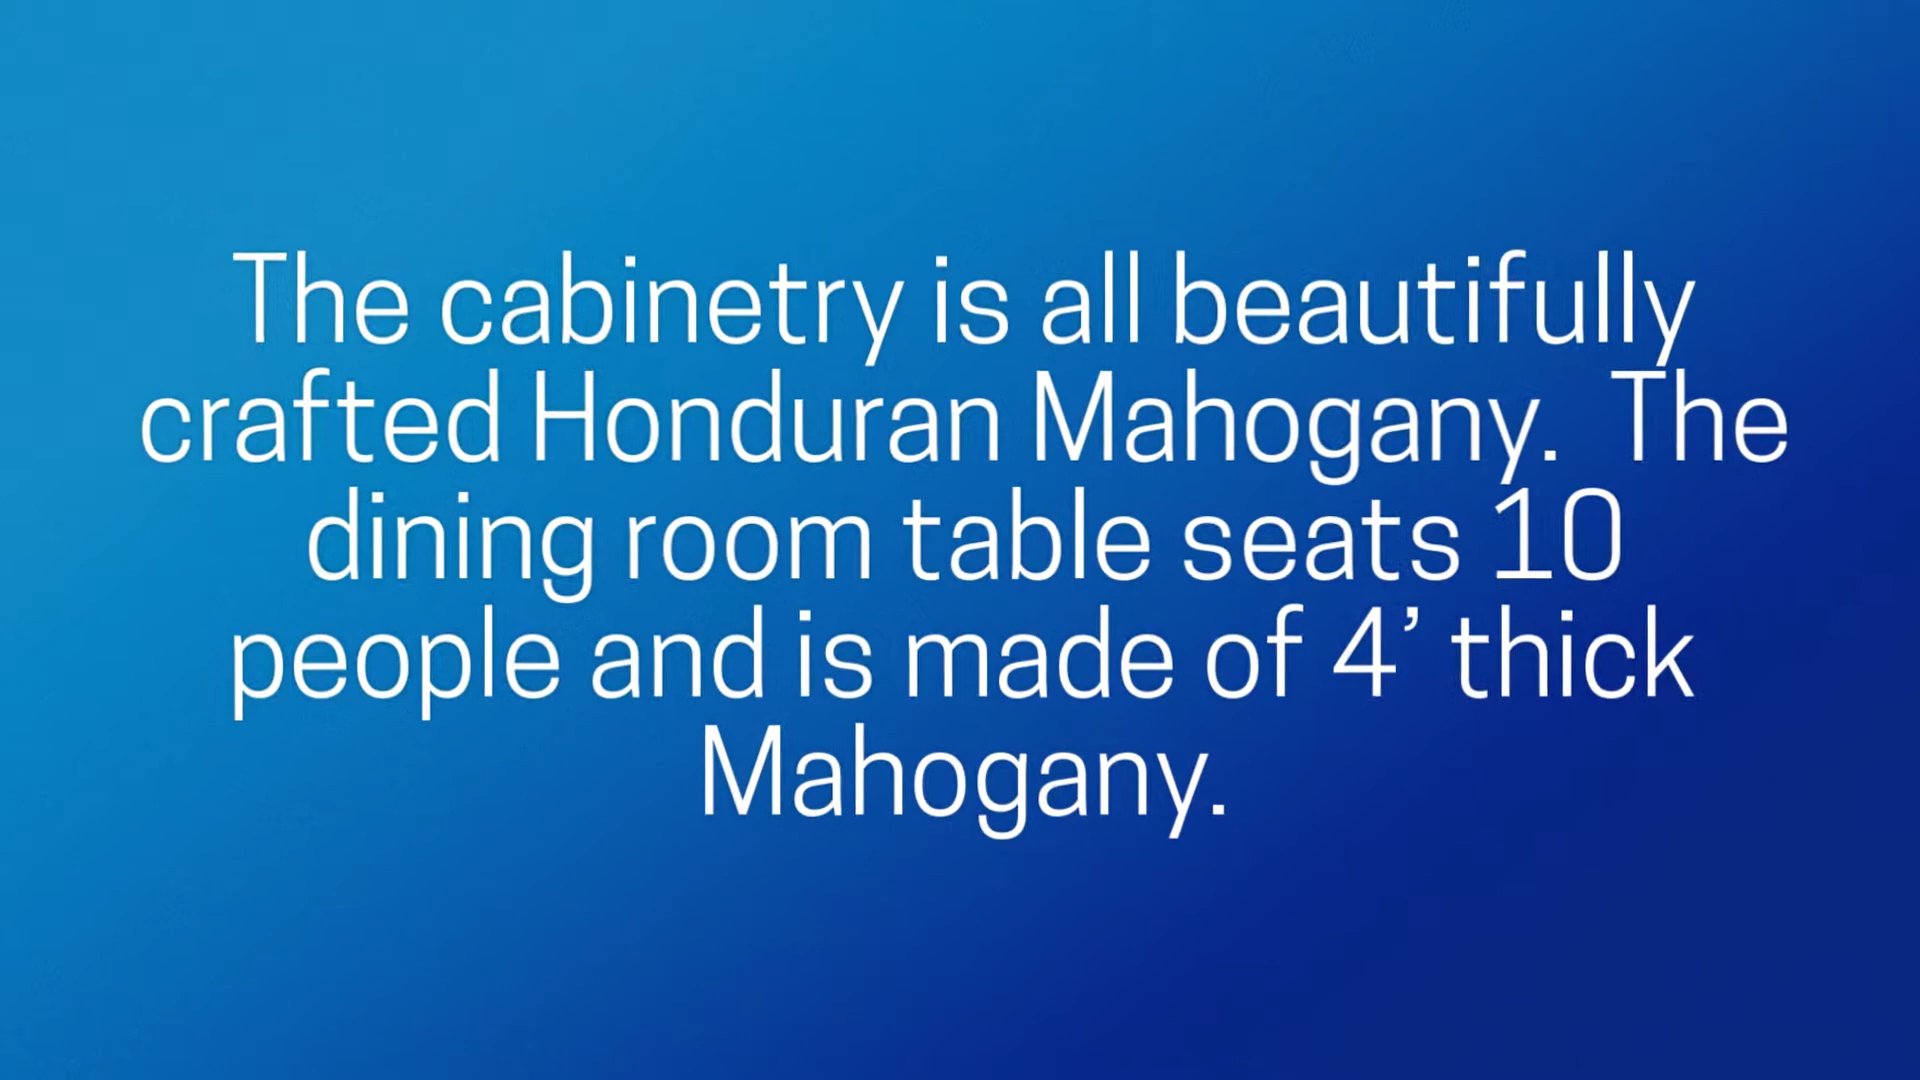 The cabinetry is all beautifully
crafted Honduran Mahogany.  The
dining room table seats 10
people and is made of 4’ thick
Mahogany.